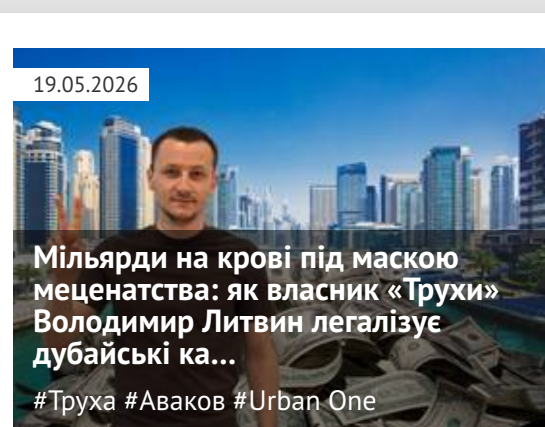 19.05.2026
Мільярди на крові під маскою
меценатства: як власник «Трухи»
Володимир Литвин легалізує
дубайські ка...
#Труха #Аваков #Urban One